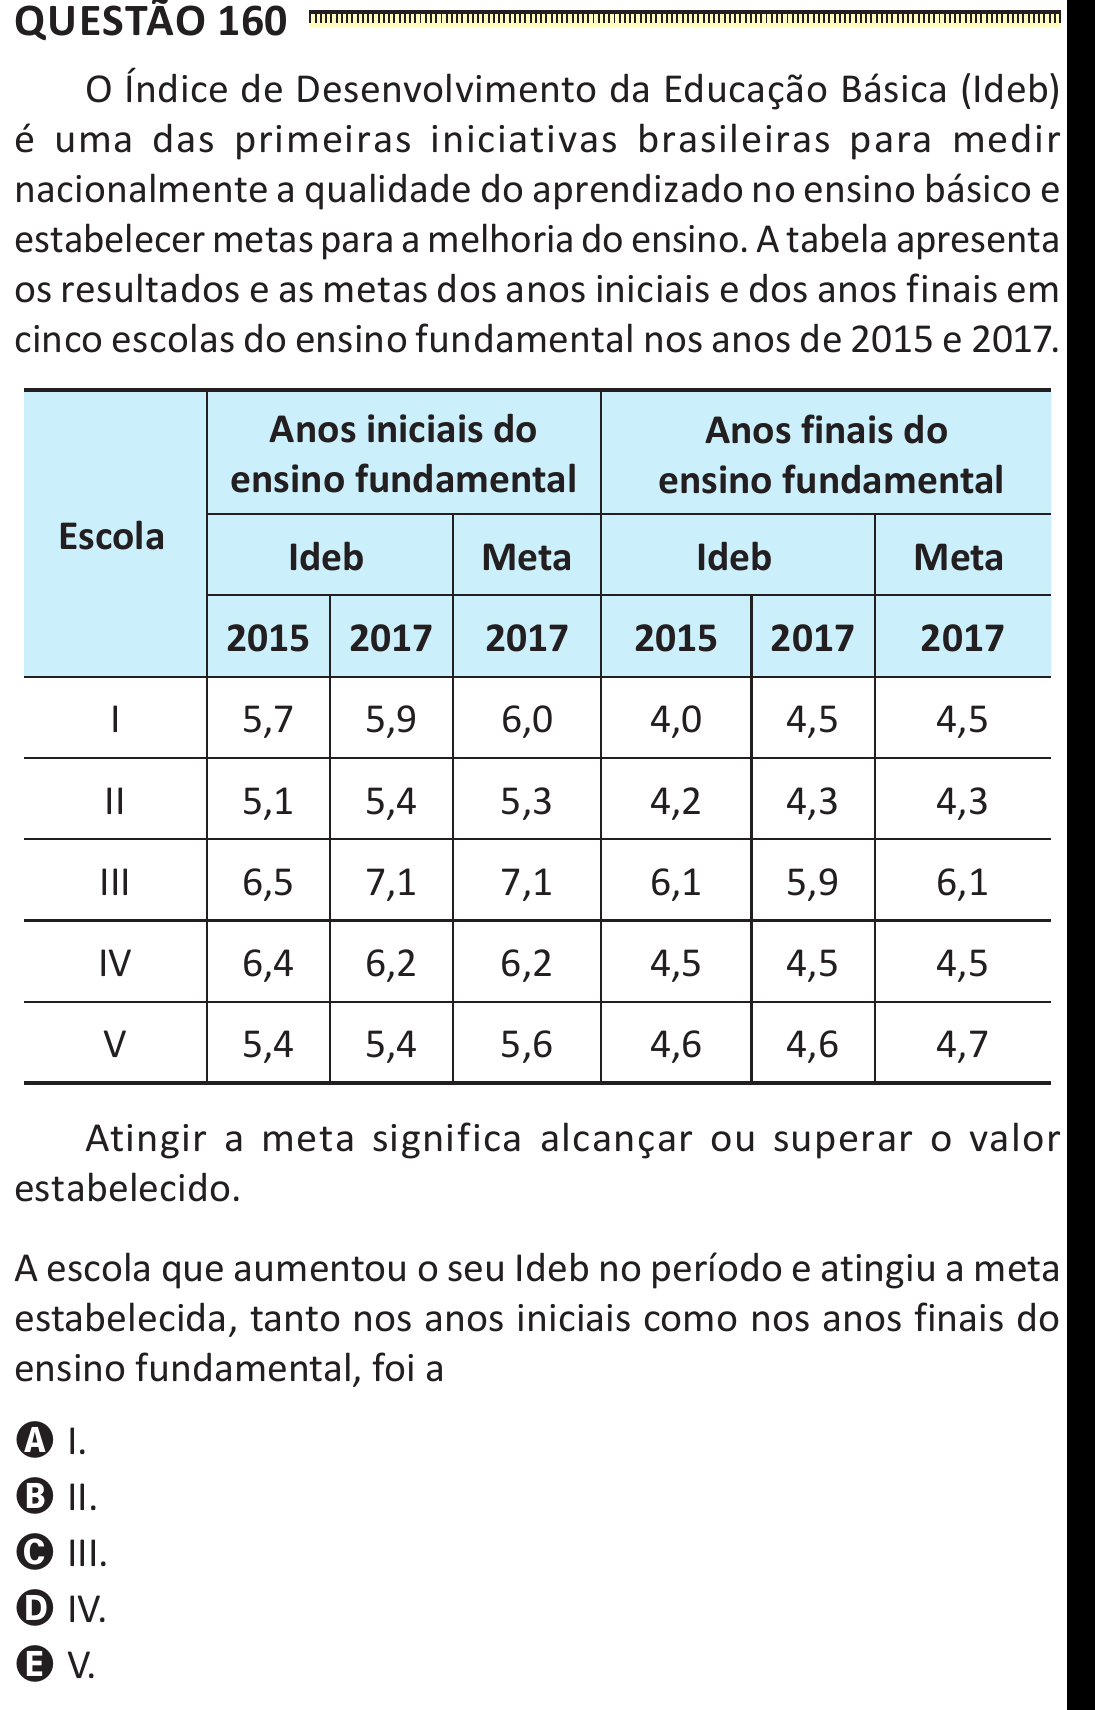 QUESTÃO 160
O Índice de Desenvolvimento da Educação Básica (Ideb)
é uma das primeiras iniciativas brasileiras para medir
nacionalmente a qualidade do aprendizado no ensino básico e
estabelecer metas para a melhoria do ensino. A tabela apresenta
os resultados e as metas dos anos iniciais e dos anos finais em
cinco escolas do ensino fundamental nos anos de 2015 e 2017.
Escola
Anos iniciais do
ensino fundamental
Anos finais do
ensino fundamental
Ideb Meta Ideb Meta
2015 2017 2017 2015 2017 2017
I 5,7 5,9 6,0 4,0 4,5 4,5
II 5,1 5,4 5,3 4,2 4,3 4,3
III 6,5 7,1 7,1 6,1 5,9 6,1
IV 6,4 6,2 6,2 4,5 4,5 4,5
V 5,4 5,4 5,6 4,6 4,6 4,7
Atingir a meta significa alcançar ou superar o valor
estabelecido.
A escola que aumentou o seu Ideb no período e atingiu a meta
estabelecida, tanto nos anos iniciais como nos anos finais do
ensino fundamental, foi a
A I.
B II.
C III.
D IV.
E V.